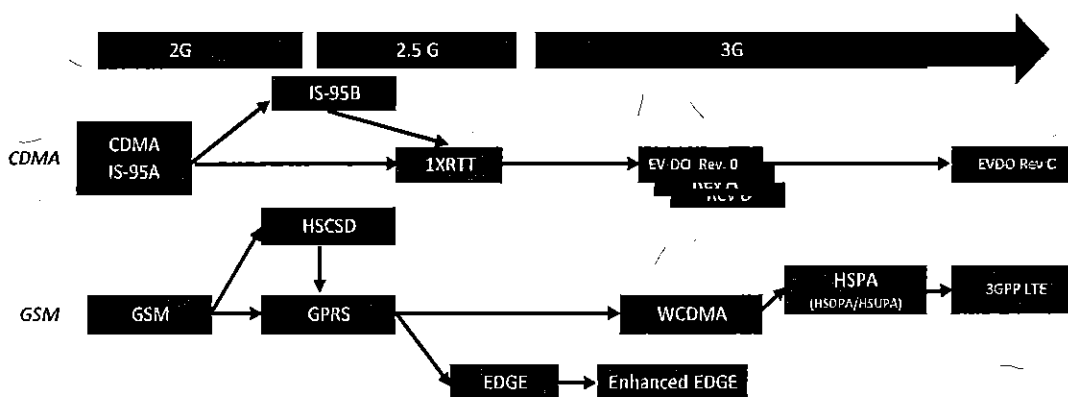 2G
2.5 G
3G
IS-95B
CDMA
CDMA
IS-95A
1XRTT
EV-DO Rev. 0
EVDO Rev C
Rev A
Rev B
HSCSD
GSM
GSM
GPRS
WCDMA
HSPA
(HSDPA/HSUPA)
3GPP LTE
EDGE
Enhanced EDGE